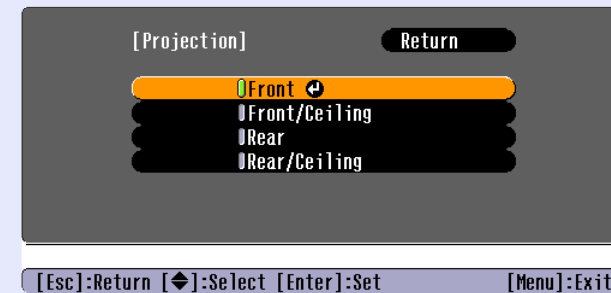 [Projection] Return
Front
Front/Ceiling
Rear
Rear/Ceiling
[Esc]:Return [◆]:Select [Enter]:Set [Menu]:Exit